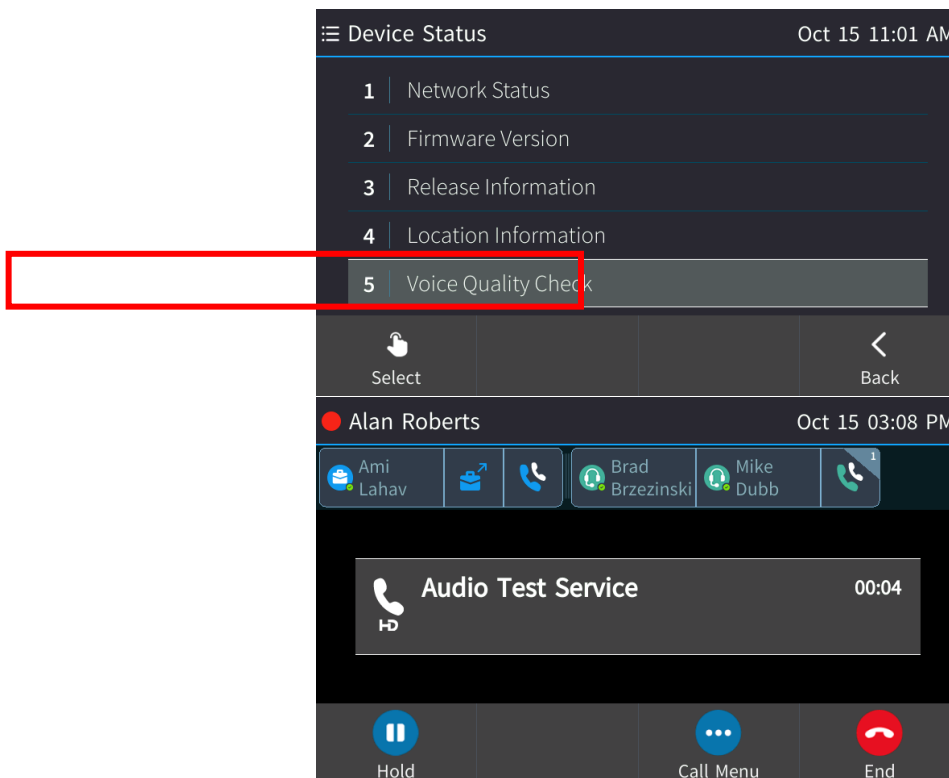 Device Status Oct 15 11:01 AM
1 Network Status
2 Firmware Version
3 Release Information
4 Location Information
5 Voice Quality Check
Select Back
Alan Roberts Oct 15 03:08 PM
Ami Brad Mike 1
Lahav Brzezinski Dubb
Audio Test Service 00:04
HD
Hold Call Menu End